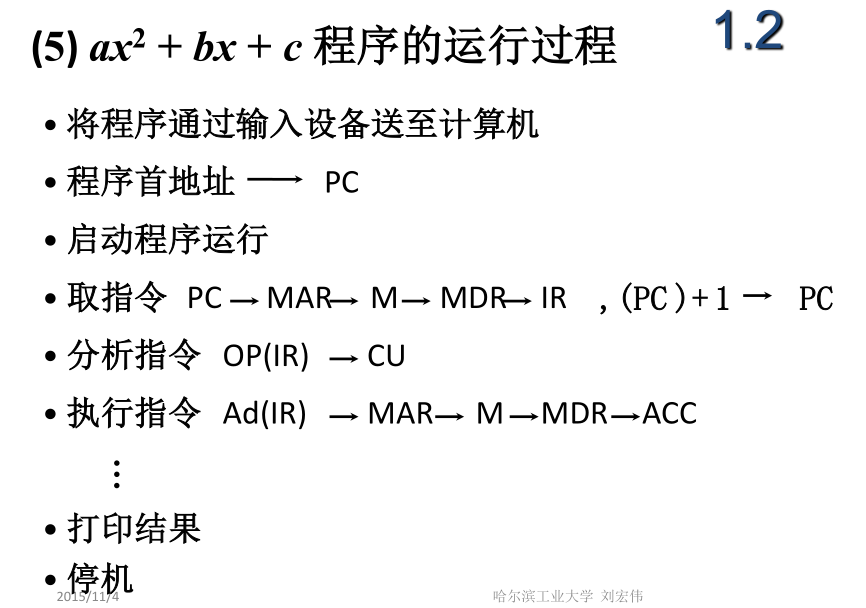 (5) ax² + bx + c 程序的运行过程
1.2
• 将程序通过输入设备送至计算机
• 程序首地址 → PC
• 启动程序运行
• 取指令 PC → MAR → M → MDR → IR ,(PC)+1 → PC
• 分析指令 OP(IR) → CU
• 执行指令 Ad(IR) → MAR → M → MDR → ACC
⋮
• 打印结果
• 停机
2015/11/4
哈尔滨工业大学 刘宏伟